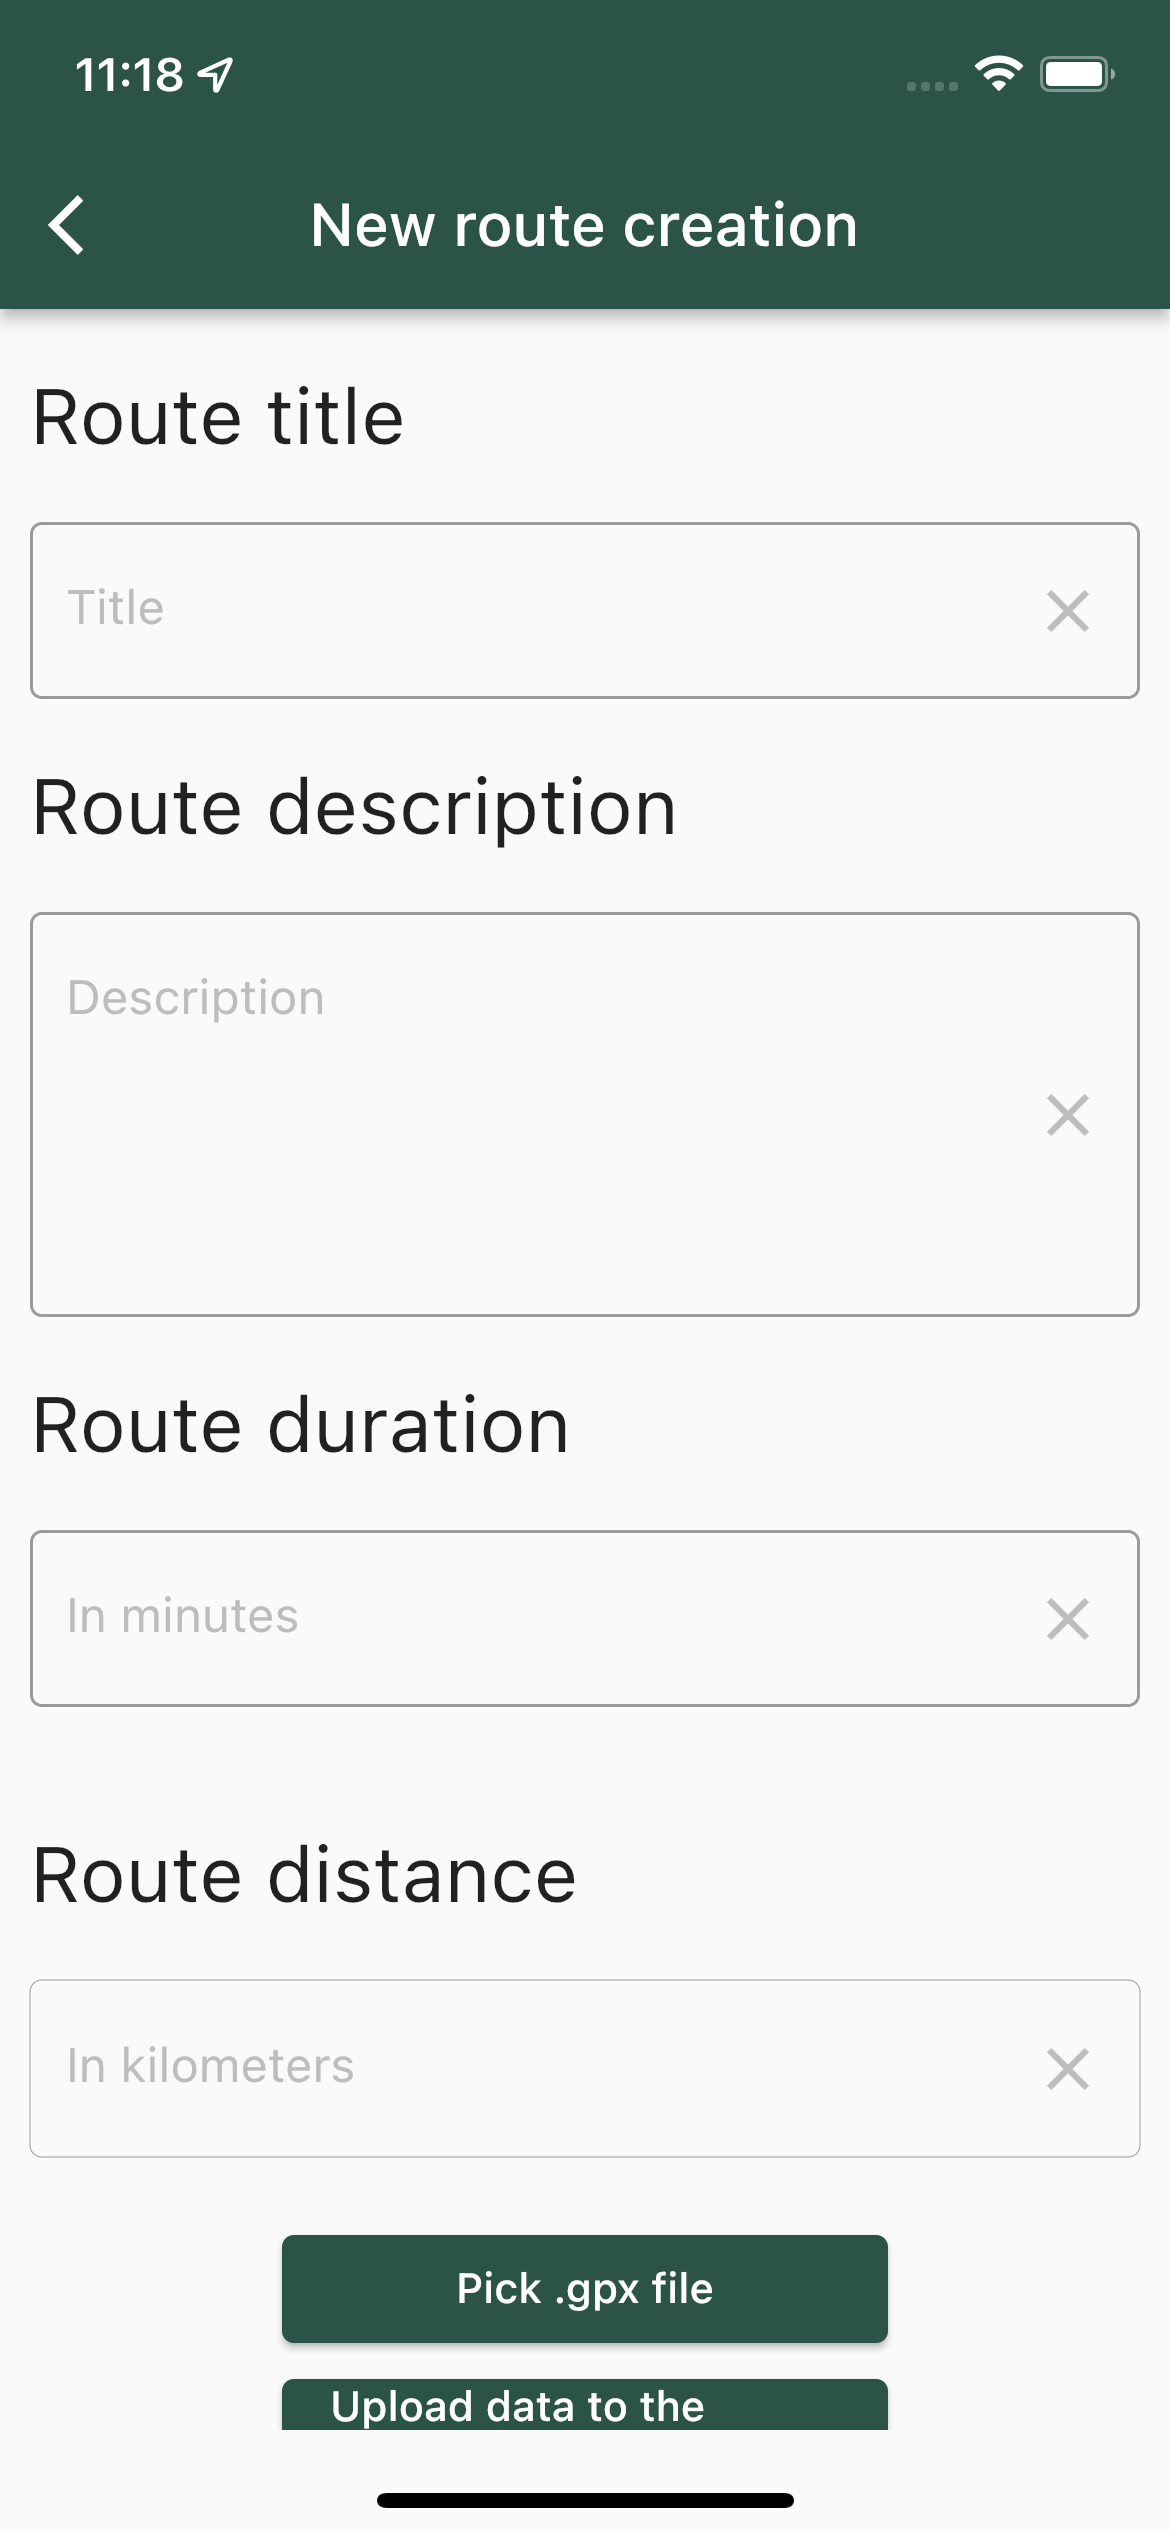 11:18
New route creation
Route title
Title
Route description
Description
Route duration
In minutes
Route distance
In kilometers
Pick .gpx file
Upload data to the